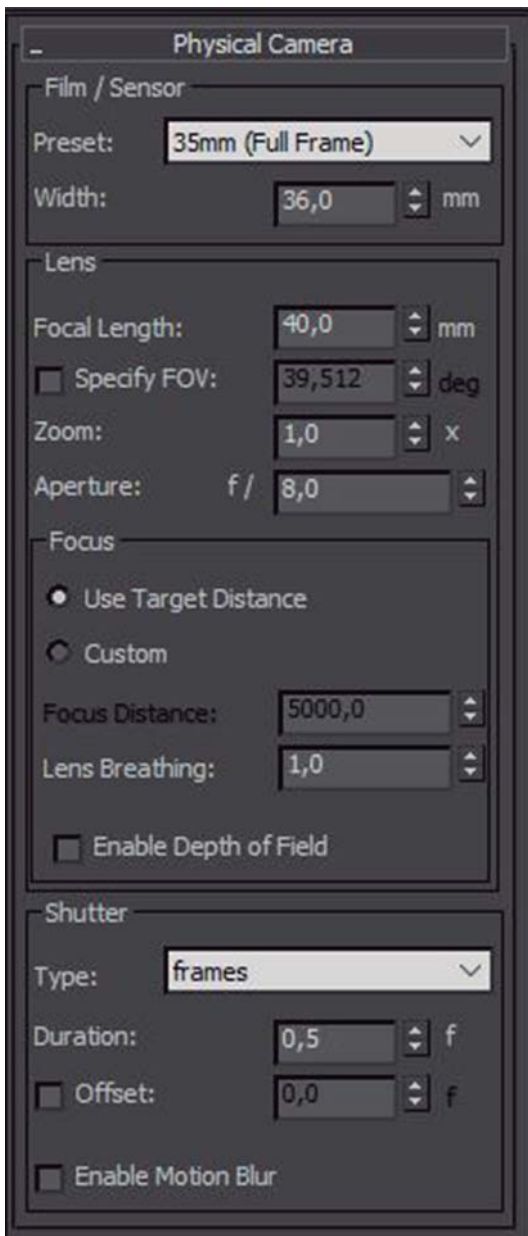 Physical Camera
Film / Sensor
Preset: 35mm (Full Frame)
Width: 36,0 mm
Lens
Focal Length: 40,0 mm
Specify FOV: 39,512 deg
Zoom: 1,0 x
Aperture: f / 8,0
Focus
Use Target Distance
Custom
Focus Distance: 5000,0
Lens Breathing: 1,0
Enable Depth of Field
Shutter
Type: frames
Duration: 0,5 f
Offset: 0,0 f
Enable Motion Blur